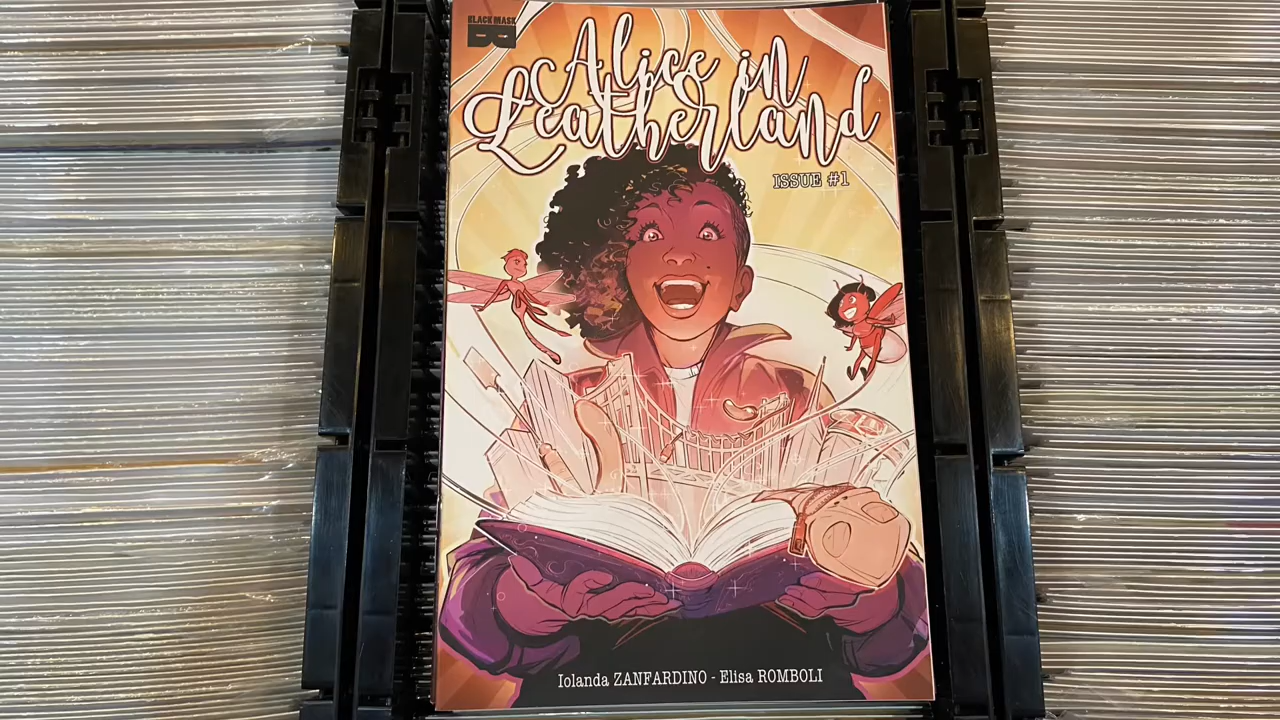 BLACK MASK
Alice in
Leatherland
ISSUE #1
Iolanda ZANFARDINO - Elisa ROMBOLI